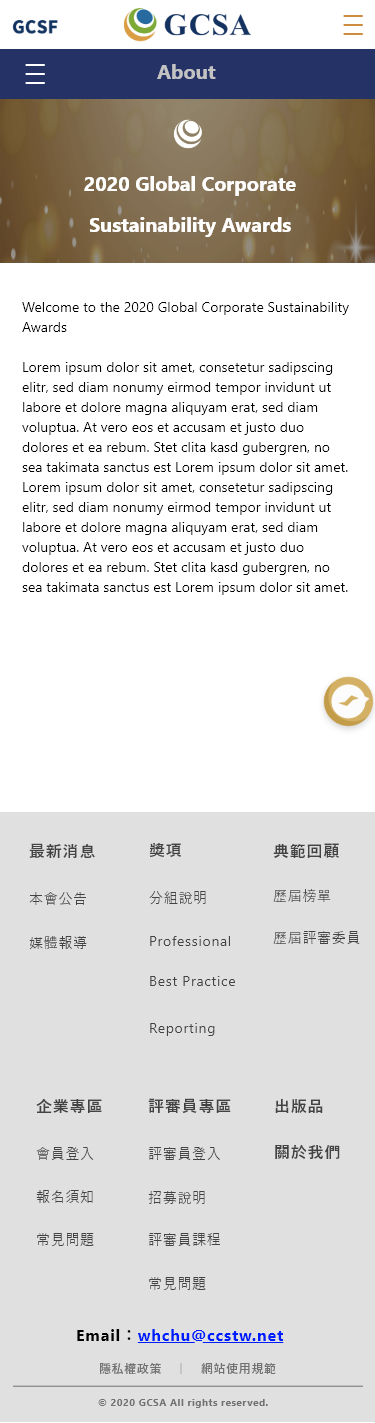 GCSF
GCSA
About
2020 Global Corporate
Sustainability Awards
Welcome to the 2020 Global Corporate Sustainability
Awards
Lorem ipsum dolor sit amet, consetetur sadipscing
elitr, sed diam nonumy eirmod tempor invidunt ut
labore et dolore magna aliquyam erat, sed diam
voluptua. At vero eos et accusam et justo duo
dolores et ea rebum. Stet clita kasd gubergren, no
sea takimata sanctus est Lorem ipsum dolor sit amet.
Lorem ipsum dolor sit amet, consetetur sadipscing
elitr, sed diam nonumy eirmod tempor invidunt ut
labore et dolore magna aliquyam erat, sed diam
voluptua. At vero eos et accusam et justo duo
dolores et ea rebum. Stet clita kasd gubergren, no
sea takimata sanctus est Lorem ipsum dolor sit amet.
最新消息
本會公告
媒體報導
獎項
分組說明
Professional
Best Practice
Reporting
典範回顧
歷屆榜單
歷屆評審委員
企業專區
會員登入
報名須知
常見問題
評審員專區
評審員登入
招募說明
評審員課程
常見問題
出版品
關於我們
Email：whchu@ccstw.net
隱私權政策 | 網站使用規範
© 2020 GCSA All rights reserved.